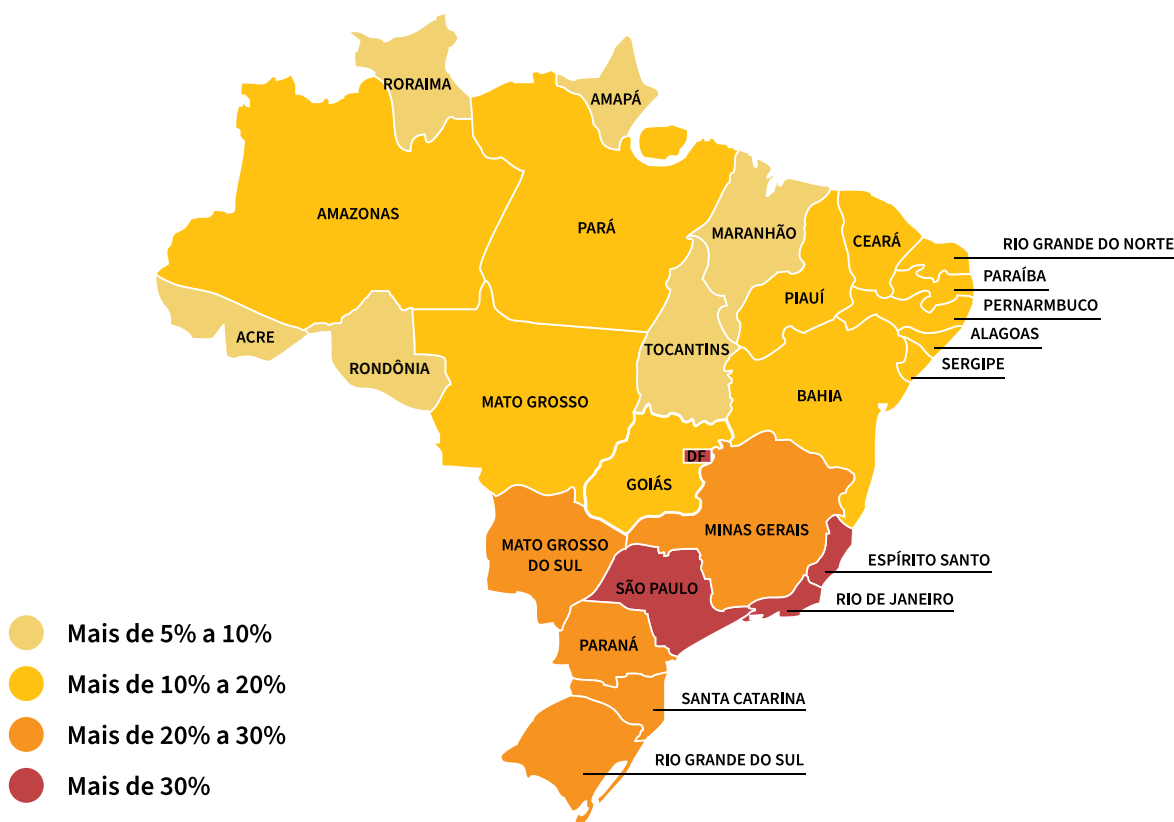 RORAIMA
AMAPÁ
AMAZONAS
PARÁ
MARANHÃO
CEARÁ
RIO GRANDE DO NORTE
PARAÍBA
PIAUÍ
PERNARMBUCO
ACRE
ALAGOAS
TOCANTINS
SERGIPE
RONDÔNIA
MATO GROSSO
BAHIA
DF
GOIÁS
MINAS GERAIS
MATO GROSSO
DO SUL
ESPÍRITO SANTO
SÃO PAULO
RIO DE JANEIRO
PARANÁ
SANTA CATARINA
RIO GRANDE DO SUL
Mais de 5% a 10%
Mais de 10% a 20%
Mais de 20% a 30%
Mais de 30%